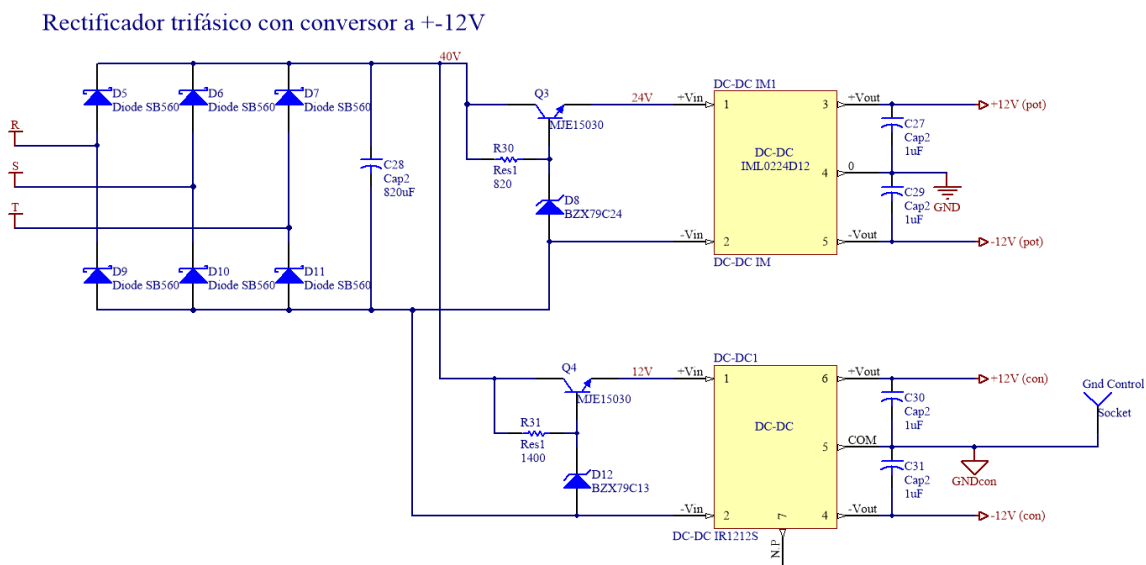 Rectificador trifásico con conversor a +-12V
40V
D5
Diode SB560
D6
Diode SB560
D7
Diode SB560
R
S
T
C28
Cap2
820uF
D9
Diode SB560
D10
Diode SB560
D11
Diode SB560
Q3
MJE15030
24V
R30
Res1
820
D8
BZX79C24
DC-DC IM1
+Vin
1
-Vin
2
DC-DC
IML0224D12
3
+Vout
4
0
5
-Vout
DC-DC IM
C27
Cap2
1uF
C29
Cap2
1uF
+12V (pot)
GND
-12V (pot)
Q4
MJE15030
12V
R31
Res1
1400
D12
BZX79C13
DC-DC1
+Vin
1
-Vin
2
DC-DC
6
+Vout
5
COM
4
-Vout
7
N.P
DC-DC IR1212S
C30
Cap2
1uF
C31
Cap2
1uF
+12V (con)
GNDcon
-12V (con)
Gnd Control
Socket